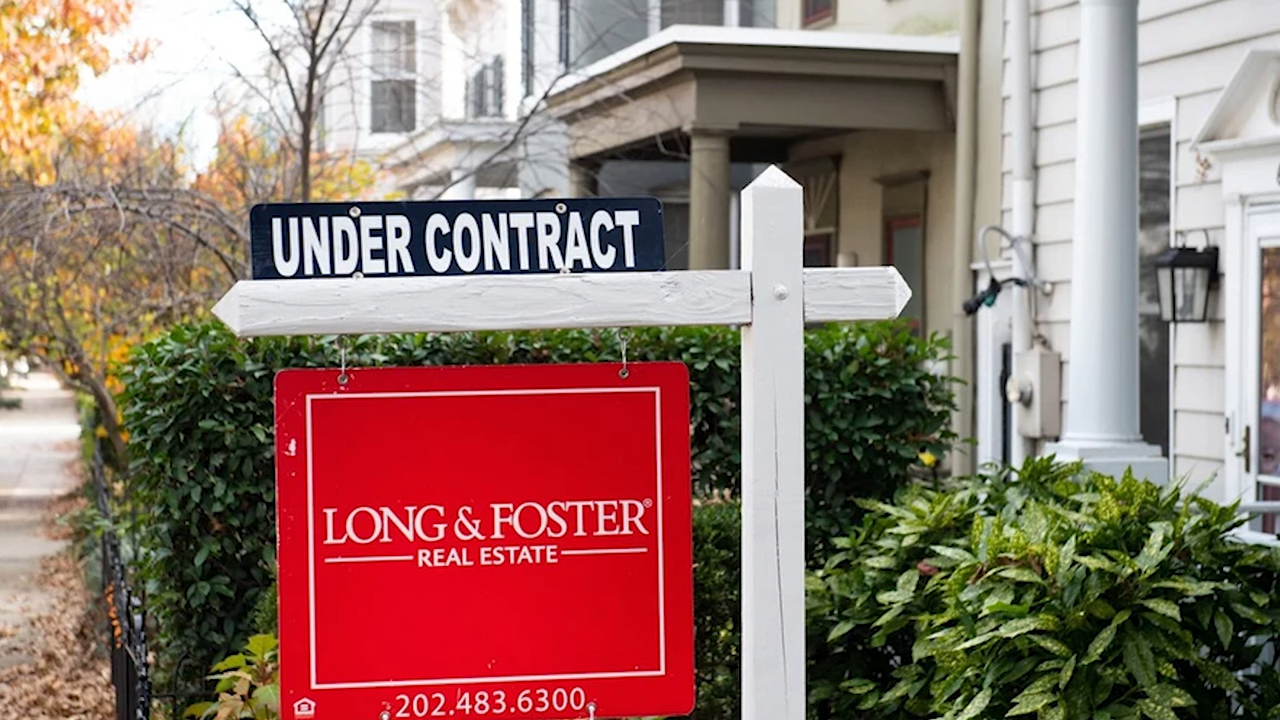 UNDER CONTRACT
LONG & FOSTER®
REAL ESTATE
202.483.6300